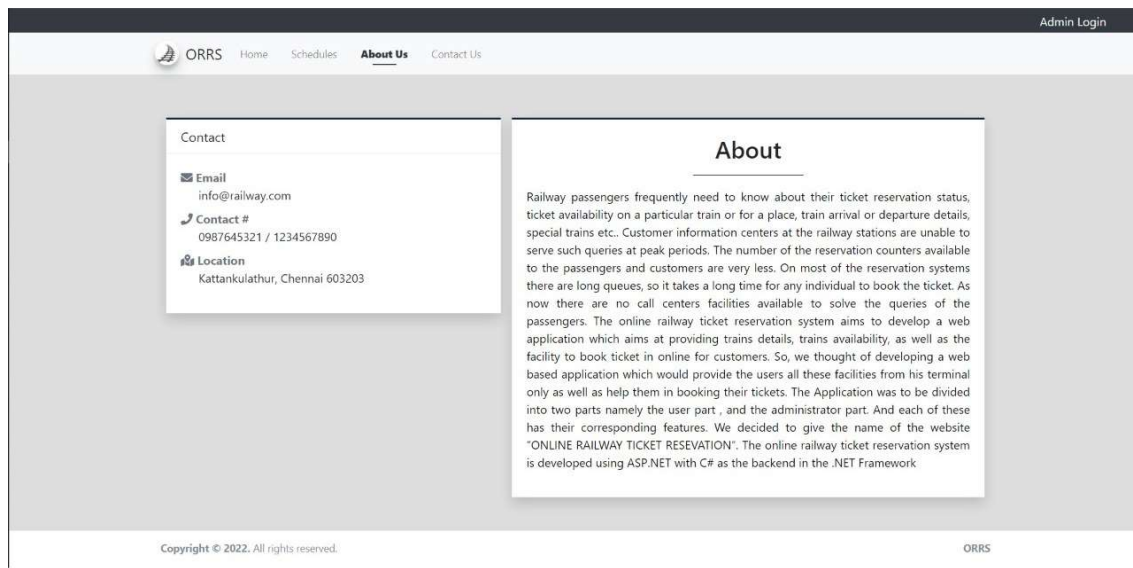 Admin Login
ORRS Home Schedules About Us Contact Us
Contact
Email
info@railway.com
Contact #
0987645321 / 1234567890
Location
Kattankulathur, Chennai 603203
About
Railway passengers frequently need to know about their ticket reservation status,
ticket availability on a particular train or for a place, train arrival or departure details,
special trains etc.. Customer information centers at the railway stations are unable to
serve such queries at peak periods. The number of the reservation counters available
to the passengers and customers are very less. On most of the reservation systems
there are long queues, so it takes a long time for any individual to book the ticket. As
now there are no call centers facilities available to solve the queries of the
passengers. The online railway ticket reservation system aims to develop a web
application which aims at providing trains details, trains availability, as well as the
facility to book ticket in online for customers. So, we thought of developing a web
based application which would provide the users all these facilities from his terminal
only as well as help them in booking their tickets. The Application was to be divided
into two parts namely the user part , and the administrator part. And each of these
has their corresponding features. We decided to give the name of the website
"ONLINE RAILWAY TICKET RESEVATION". The online railway ticket reservation system
is developed using ASP.NET with C# as the backend in the .NET Framework
Copyright © 2022. All rights reserved.
ORRS